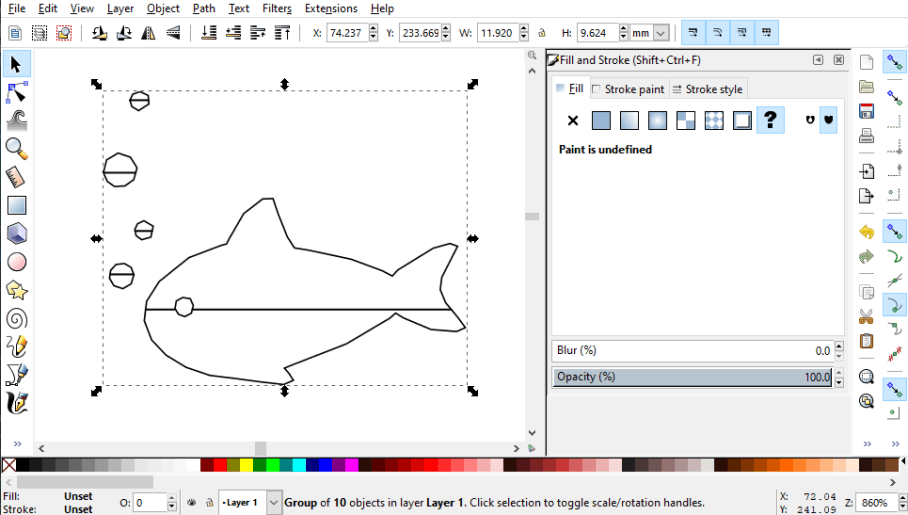 File Edit View Layer Object Path Text Filters Extensions Help
X: 74.237 Y: 233.669 W: 11.920 H: 9.624 mm
Fill and Stroke (Shift+Ctrl+F)
Fill Stroke paint Stroke style
?
Paint is undefined
Blur (%) 0.0
Opacity (%) 100.0
Fill: Unset
Stroke: Unset
O: 0
Layer 1
Group of 10 objects in layer Layer 1. Click selection to toggle scale/rotation handles.
X: 72.04
Y: 241.09
Z: 860%